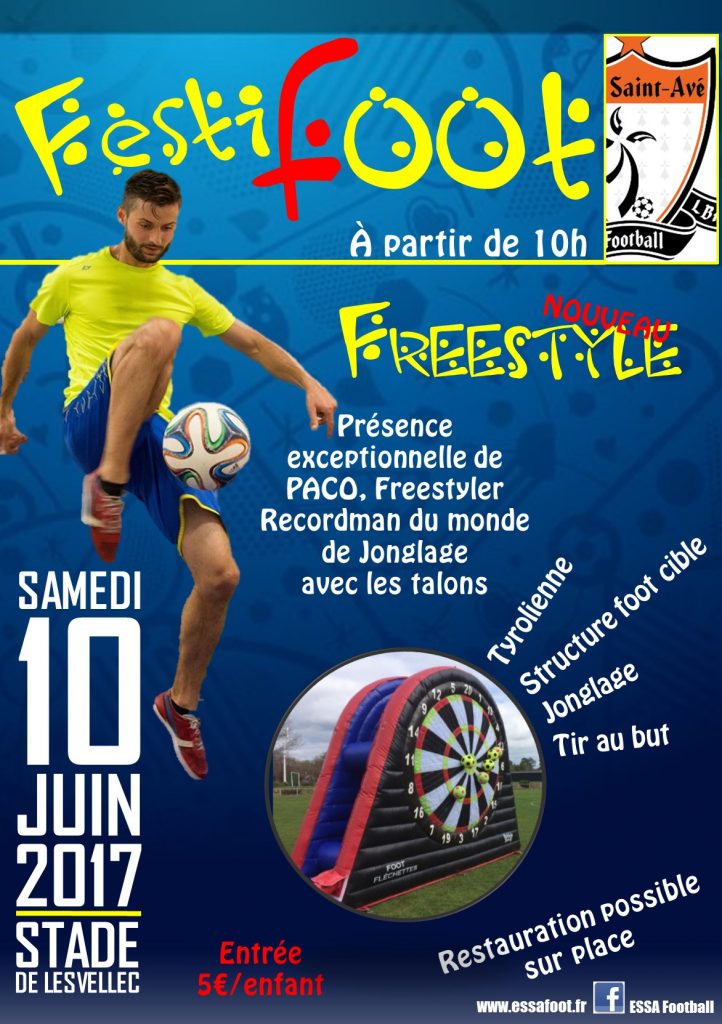 FestiFoot
Saint-Avé
Football
À partir de 10h
NOUVEAU
FREESTYLE
Présence
exceptionnelle de
PACO, Freestyler
Recordman du monde
de Jonglage
avec les talons
Tyrolienne
Structure foot cible
Jonglage
Tir au but
SAMEDI
10
JUIN
2017
STADE
DE LESVELLEC
FOOT
FLÉCHETTES
Entrée
5€/enfant
Restauration possible
sur place
www.essafoot.fr
f
ESSA Football